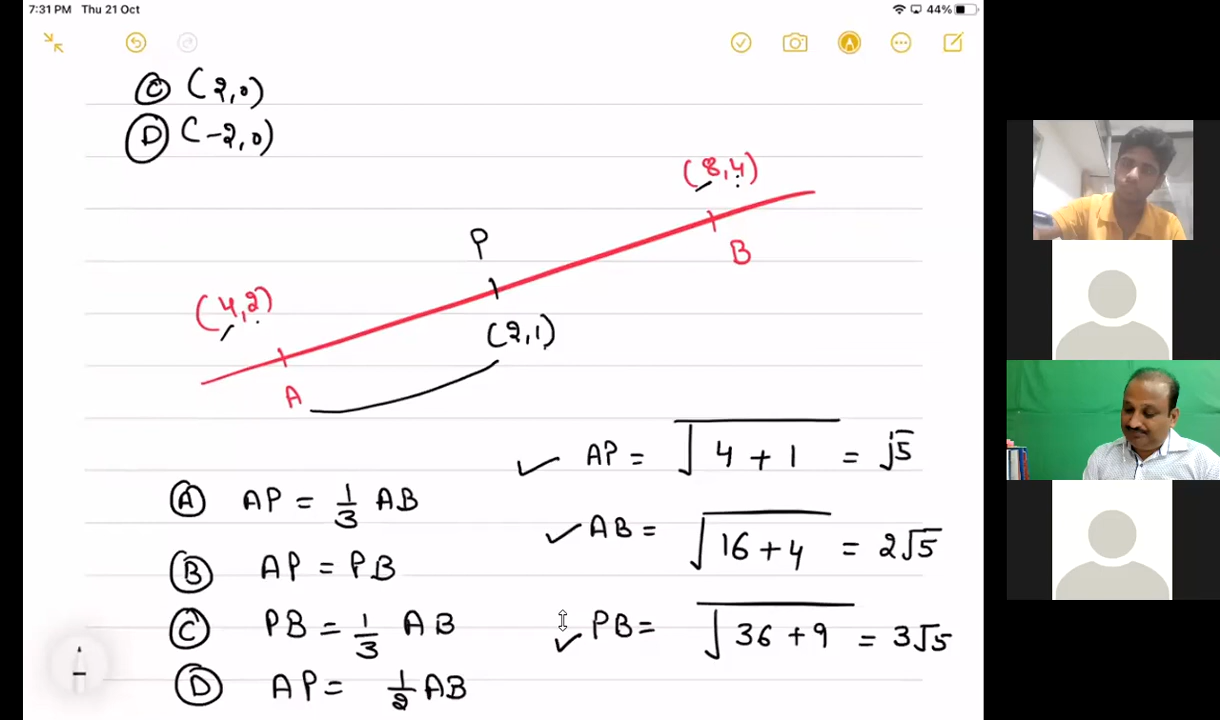 7:31 PM Thu 21 Oct
44%
Ⓒ (2,0)
Ⓓ (-2,0)
(8,4)
P
B
(4,2)
(2,1)
A
AP = √4+1 = √5
Ⓐ AP = 1/3 AB
AB = √16+4 = 2√5
Ⓑ AP = PB
Ⓒ PB = 1/3 AB
PB = √36+9 = 3√5
Ⓓ AP = 1/2 AB